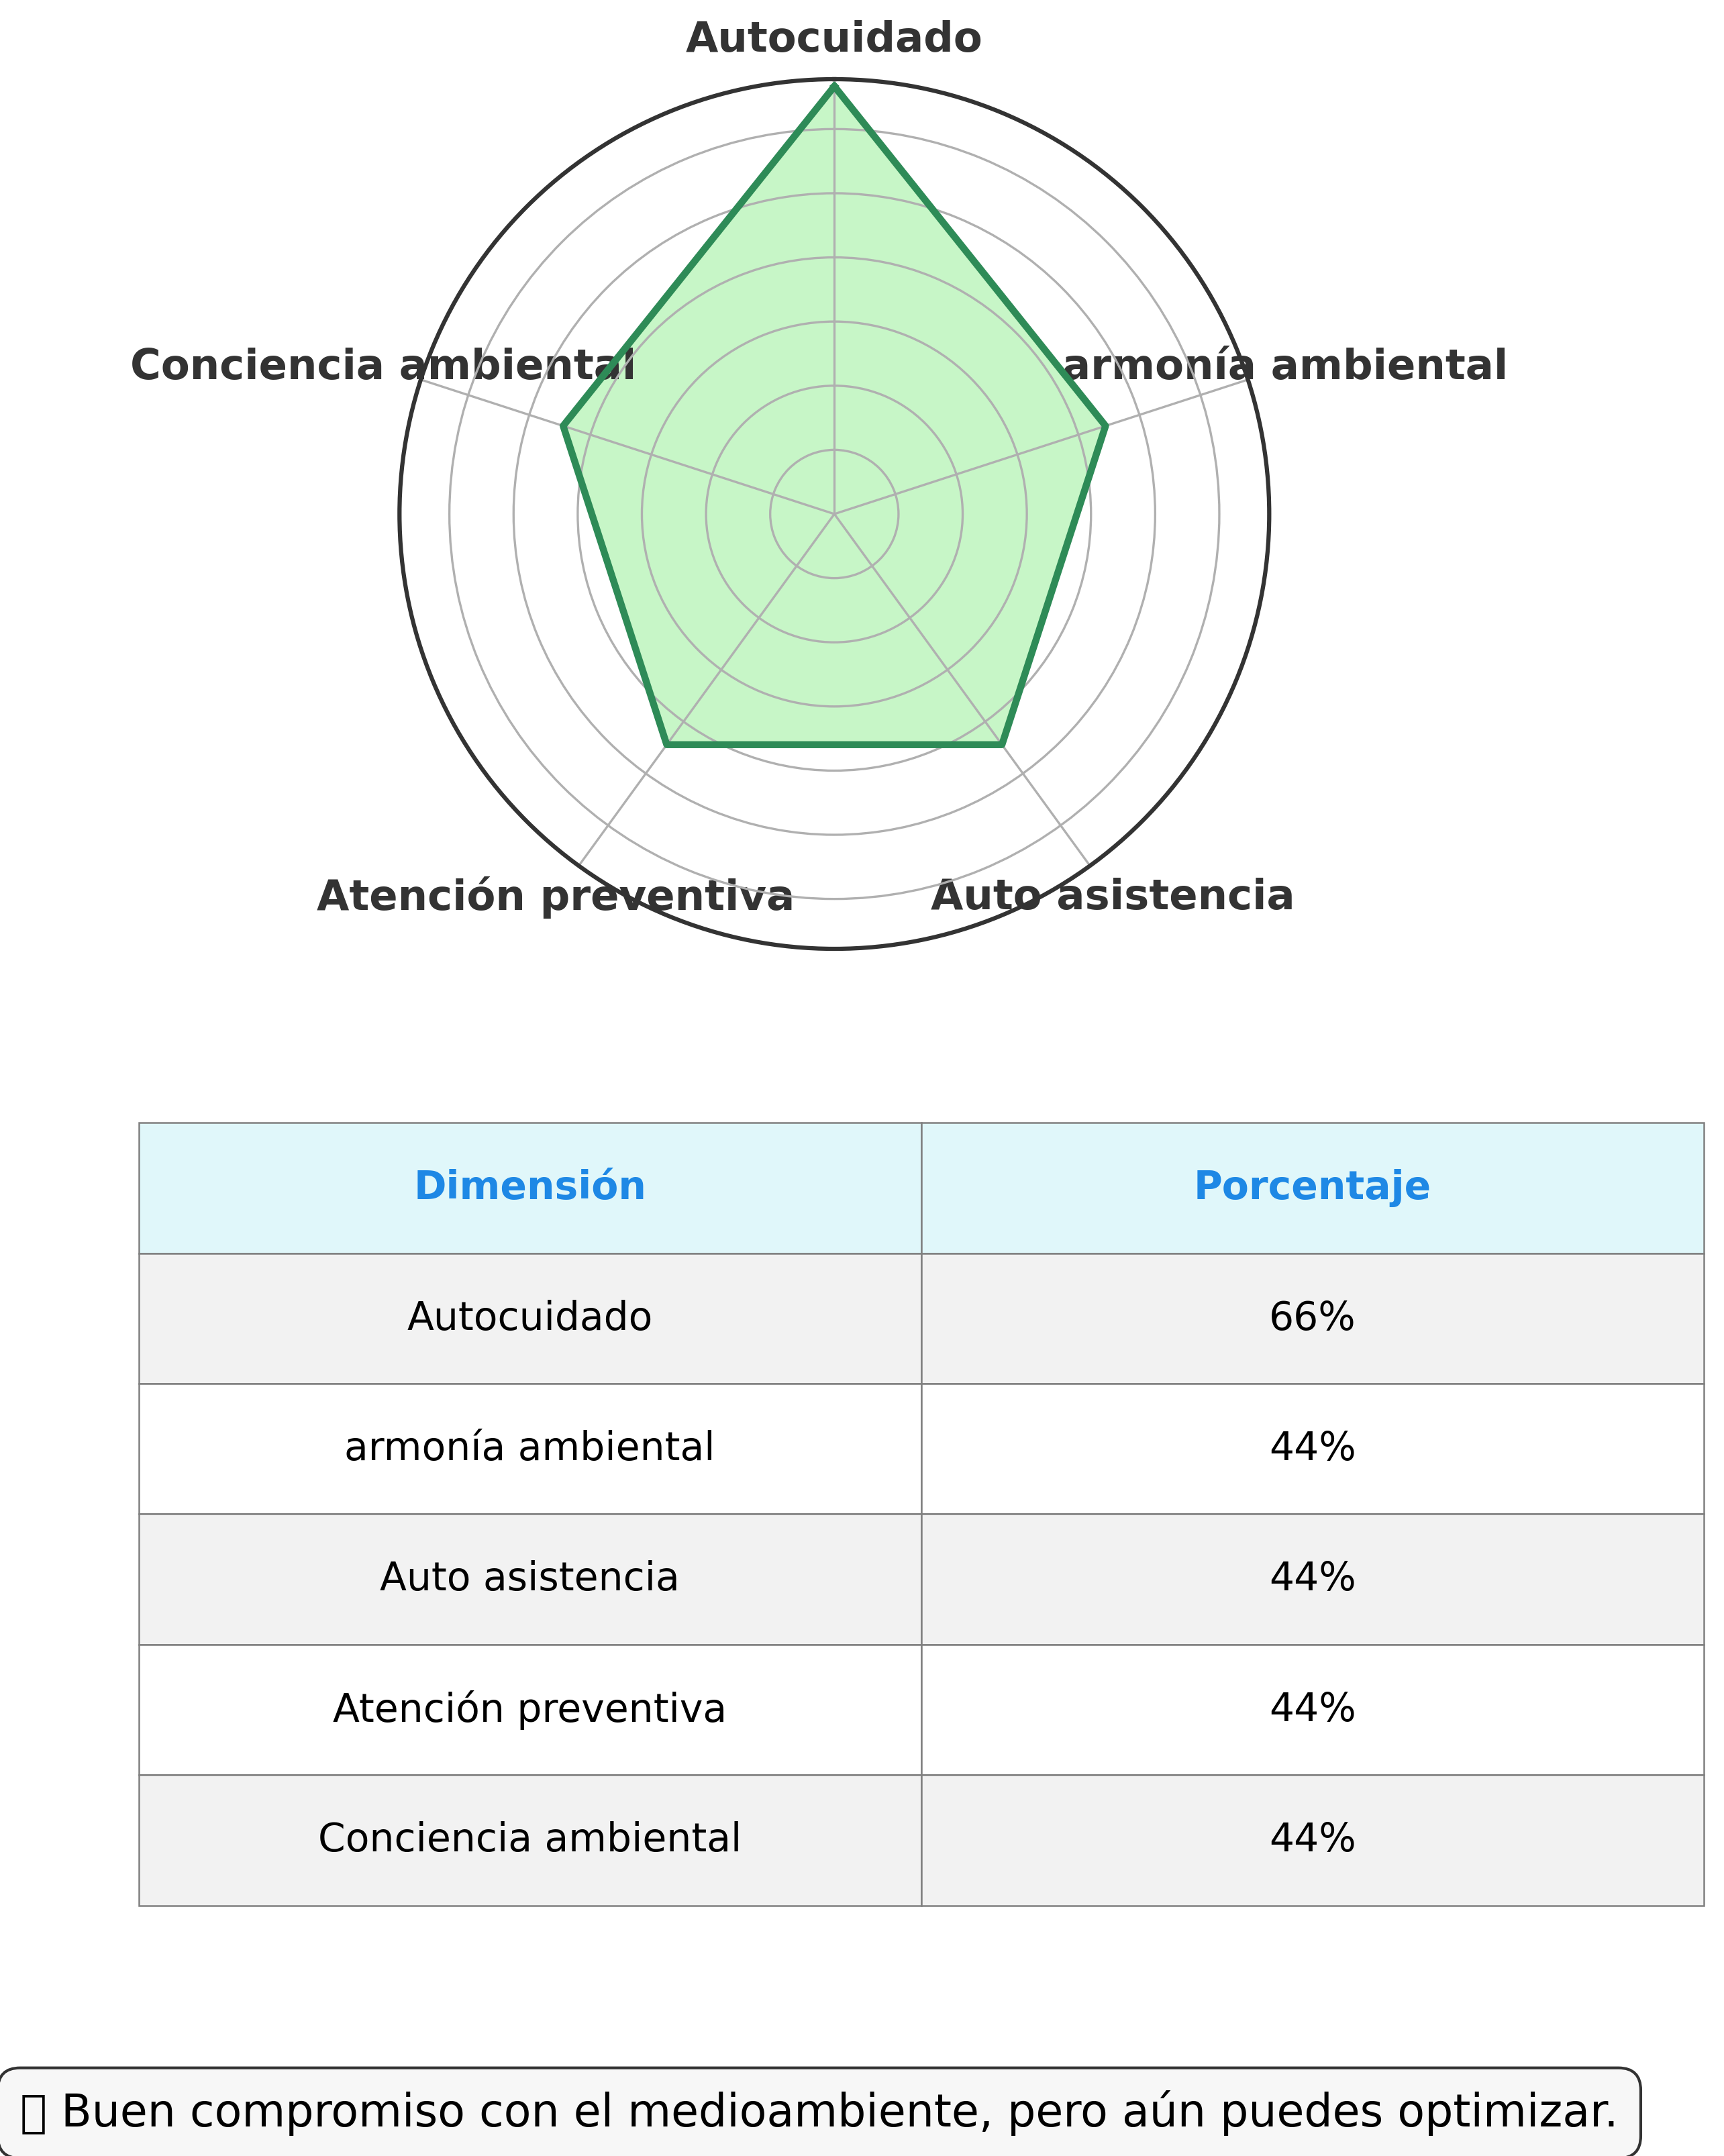 Autocuidado
Conciencia ambiental
armonía ambiental
Atención preventiva
Auto asistencia
Dimensión Porcentaje
Autocuidado 66%
armonía ambiental 44%
Auto asistencia 44%
Atención preventiva 44%
Conciencia ambiental 44%
Buen compromiso con el medioambiente, pero aún puedes optimizar.